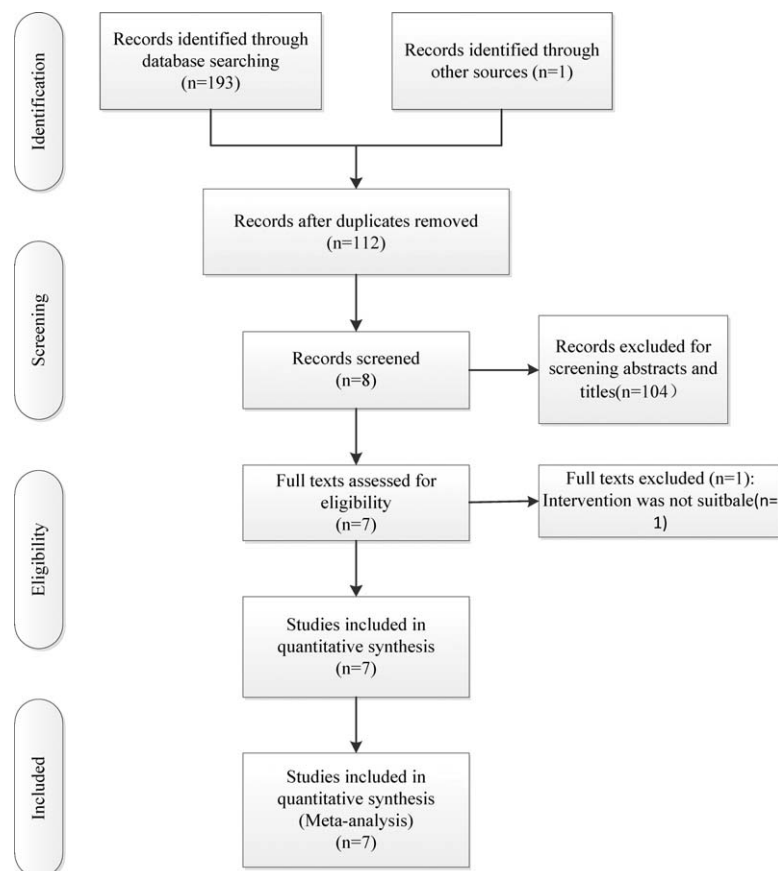 Identification
Records identified through
database searching
(n=193)
Records identified through
other sources (n=1)
Records after duplicates removed
(n=112)
Screening
Records screened
(n=8)
Records excluded for
screening abstracts and
titles(n=104）
Eligibility
Full texts assessed for
eligibility
(n=7)
Full texts excluded (n=1):
Intervention was not suitbale(n=
1)
Studies included in
quantitative synthesis
(n=7)
Included
Studies included in
quantitative synthesis
(Meta-analysis)
(n=7)